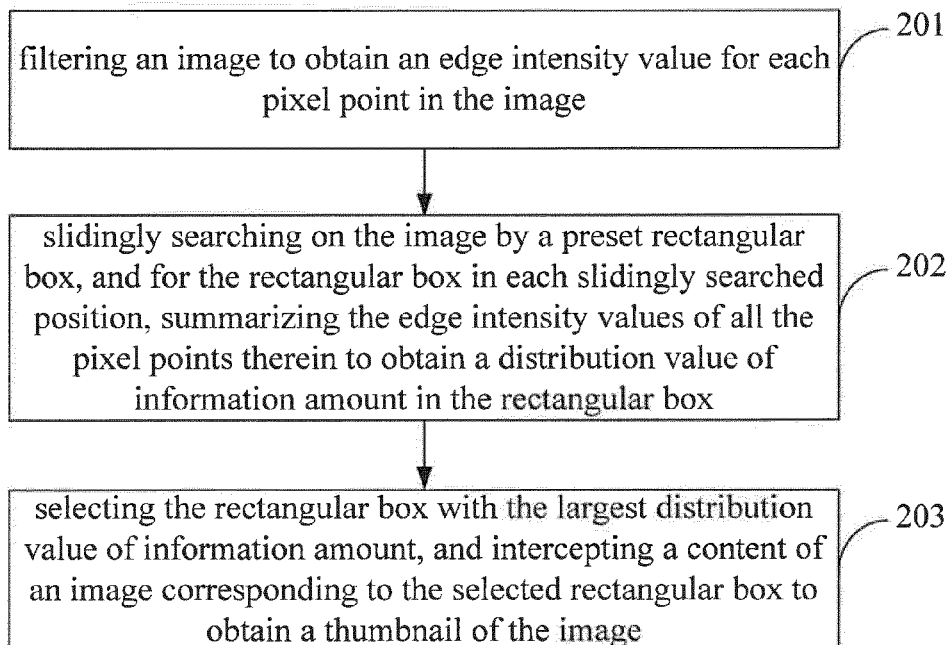 201
filtering an image to obtain an edge intensity value for each
pixel point in the image
slidingly searching on the image by a preset rectangular
box, and for the rectangular box in each slidingly searched
position, summarizing the edge intensity values of all the
pixel points therein to obtain a distribution value of
information amount in the rectangular box
202
selecting the rectangular box with the largest distribution
value of information amount, and intercepting a content of
an image corresponding to the selected rectangular box to
obtain a thumbnail of the image
203